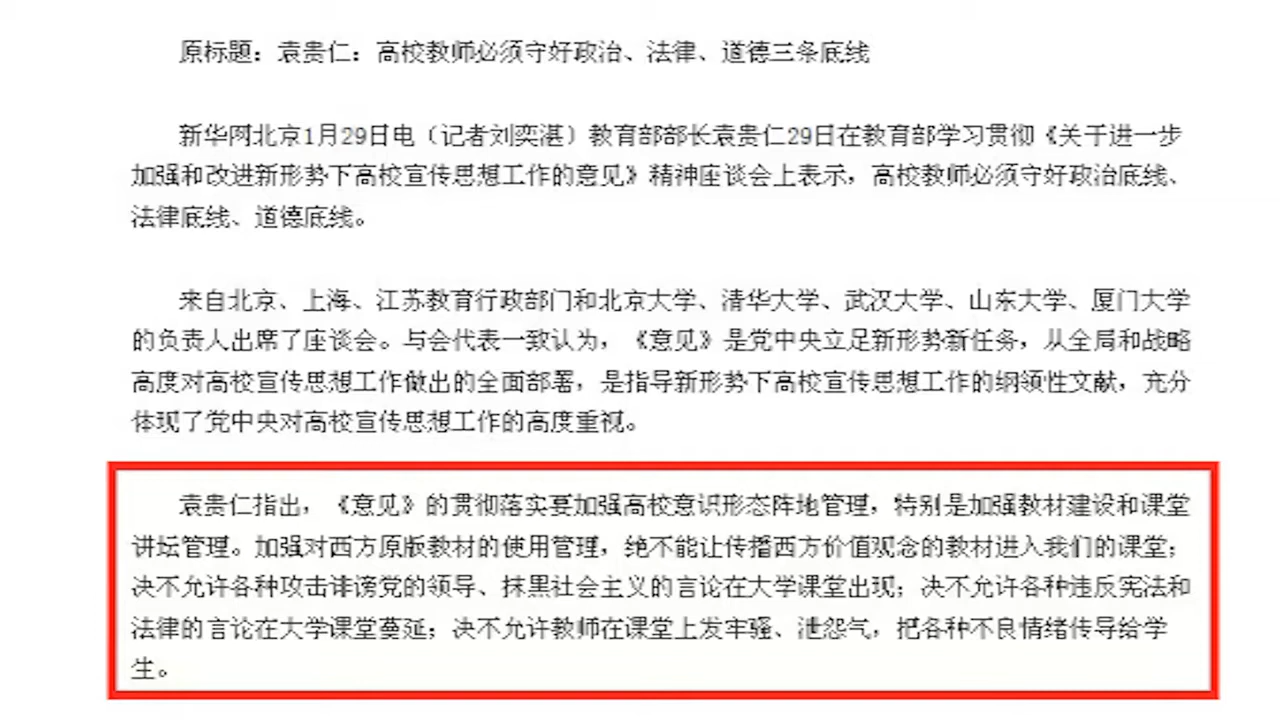 原标题：袁贵仁：高校教师必须守好政治、法律、道德三条底线
新华网北京1月29日电（记者刘奕湛）教育部部长袁贵仁29日在教育部学习贯彻《关于进一步
加强和改进新形势下高校宣传思想工作的意见》精神座谈会上表示，高校教师必须守好政治底线、
法律底线、道德底线。
来自北京、上海、江苏教育行政部门和北京大学、清华大学、武汉大学、山东大学、厦门大学
的负责人出席了座谈会。与会代表一致认为，《意见》是党中央立足新形势新任务，从全局和战略
高度对高校宣传思想工作做出的全面部署，是指导新形势下高校宣传思想工作的纲领性文献，充分
体现了党中央对高校宣传思想工作的高度重视。
袁贵仁指出，《意见》的贯彻落实要加强高校意识形态阵地管理，特别是加强教材建设和课堂
讲坛管理。加强对西方原版教材的使用管理，绝不能让传播西方价值观念的教材进入我们的课堂；
决不允许各种攻击诽谤党的领导、抹黑社会主义的言论在大学课堂出现；决不允许各种违反宪法和
法律的言论在大学课堂蔓延；决不允许教师在课堂上发牢骚、泄怨气，把各种不良情绪传导给学
生。